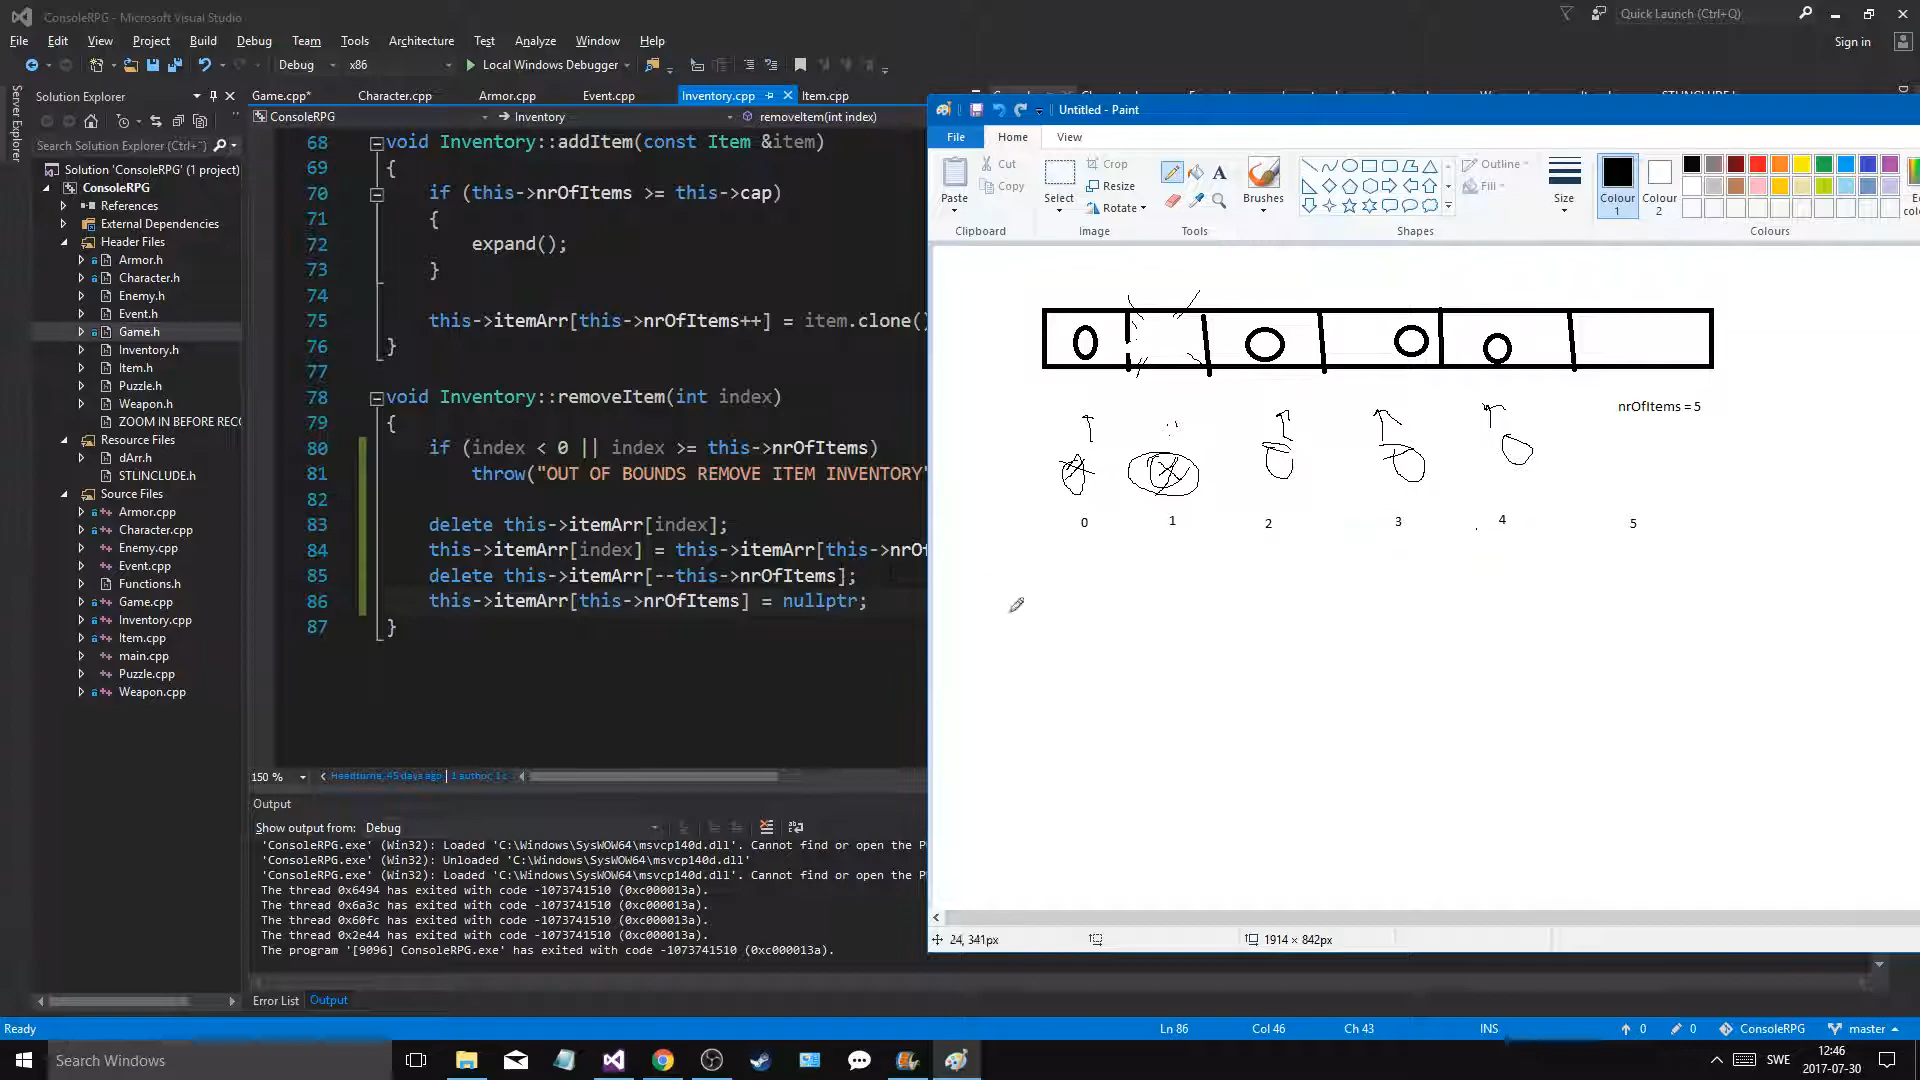 ConsoleRPG - Microsoft Visual Studio
Quick Launch (Ctrl+Q)
File Edit View Project Build Debug Team Tools Architecture Test Analyze Window Help
Sign in
Debug x86 Local Windows Debugger
Server Explorer
Solution Explorer
Search Solution Explorer (Ctrl+¨)
Solution 'ConsoleRPG' (1 project)
ConsoleRPG
References
External Dependencies
Header Files
Armor.h
Character.h
Enemy.h
Event.h
Game.h
Inventory.h
Item.h
Puzzle.h
Weapon.h
ZOOM IN BEFORE RECO
Resource Files
dArr.h
STLINCLUDE.h
Source Files
Armor.cpp
Character.cpp
Enemy.cpp
Event.cpp
Functions.h
Game.cpp
Inventory.cpp
Item.cpp
main.cpp
Puzzle.cpp
Weapon.cpp
Game.cpp* Character.cpp Armor.cpp Event.cpp Inventory.cpp Item.cpp
ConsoleRPG Inventory removeItem(int index)
68 void Inventory::addItem(const Item &item)
69 {
70 if (this->nrOfItems >= this->cap)
71 {
72 expand();
73 }
74
75 this->itemArr[this->nrOfItems++] = item.clone()
76 }
77
78 void Inventory::removeItem(int index)
79 {
80 if (index < 0 || index >= this->nrOfItems)
81 throw("OUT OF BOUNDS REMOVE ITEM INVENTORY"
82
83 delete this->itemArr[index];
84 this->itemArr[index] = this->itemArr[this->nrOf
85 delete this->itemArr[--this->nrOfItems];
86 this->itemArr[this->nrOfItems] = nullptr;
87 }
150 % Headturna, 45 days ago | 1 author, 1 c
Output
Show output from: Debug
'ConsoleRPG.exe' (Win32): Loaded 'C:\Windows\SysWOW64\msvcp140d.dll'. Cannot find or open the P
'ConsoleRPG.exe' (Win32): Unloaded 'C:\Windows\SysWOW64\msvcp140d.dll'
'ConsoleRPG.exe' (Win32): Loaded 'C:\Windows\SysWOW64\msvcp140d.dll'. Cannot find or open the P
The thread 0x6494 has exited with code -1073741510 (0xc000013a).
The thread 0x6a3c has exited with code -1073741510 (0xc000013a).
The thread 0x60fc has exited with code -1073741510 (0xc000013a).
The thread 0x2e44 has exited with code -1073741510 (0xc000013a).
The program '[9096] ConsoleRPG.exe' has exited with code -1073741510 (0xc000013a).
Error List Output
Untitled - Paint
File Home View
Paste Cut Copy
Clipboard
Select Crop Resize Rotate
Image
Tools
Brushes
Shapes
Outline
Fill
Size
Colour 1
Colour 2
Colours
nrOfItems = 5
0 1 2 3 4 5
24, 341px
1914 × 842px
Ready Ln 86 Col 46 Ch 43 INS 0 0 ConsoleRPG master
Search Windows
SWE
12:46
2017-07-30